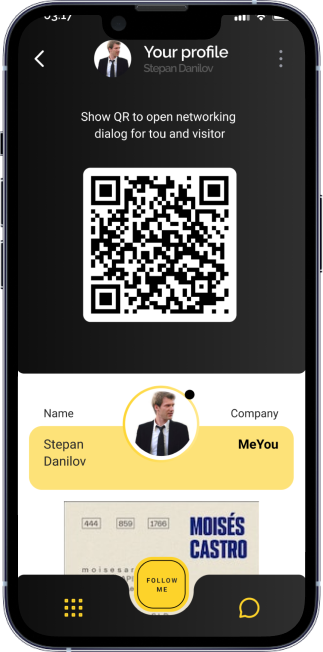 Your profile
Stepan Danilov
Show QR to open networking
dialog for tou and visitor
Name
Company
Stepan
Danilov
MeYou
444 859 1766
MOISÉS
CASTRO
FOLLOW
ME